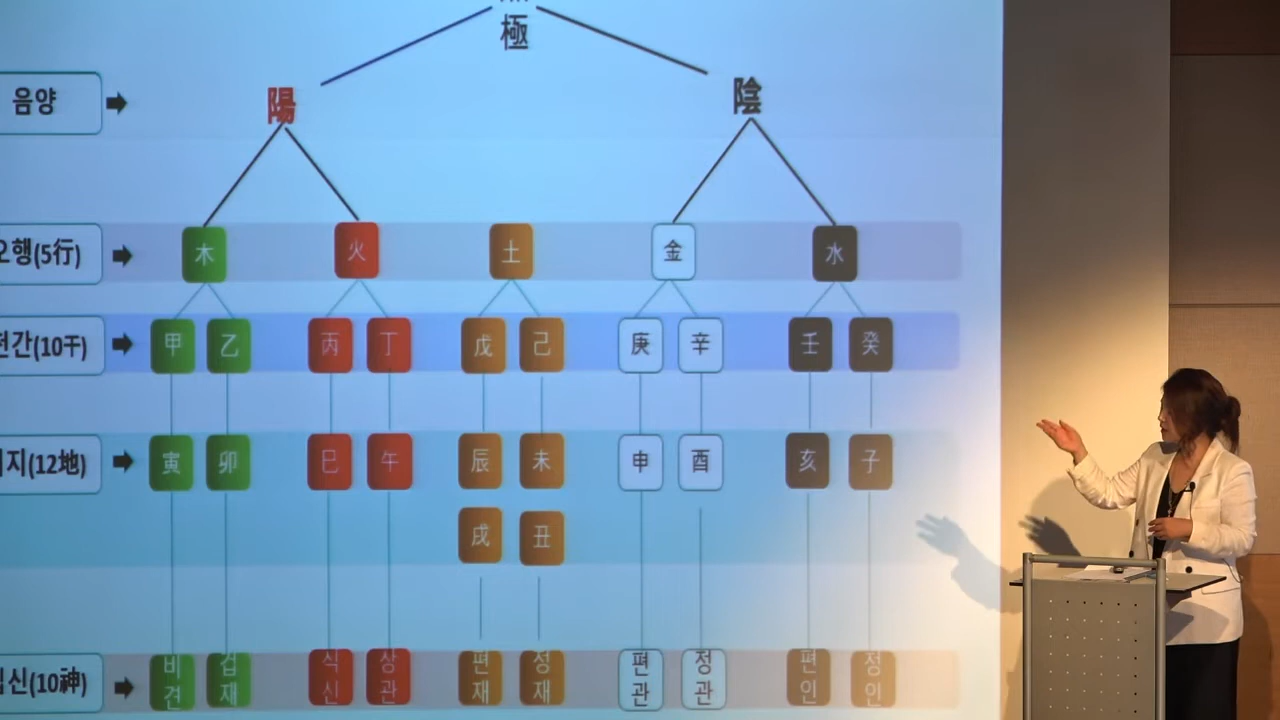 極
음양
陽
陰
오행(5行)
木 火 土 金 水
천간(10干)
甲 乙 丙 丁 戊 己 庚 辛 壬 癸
지지(12地)
寅 卯 巳 午 辰 未 申 酉 亥 子
戌 丑
십신(10神)
비견 겁재 식신 상관 편재 정재 편관 정관 편인 정인